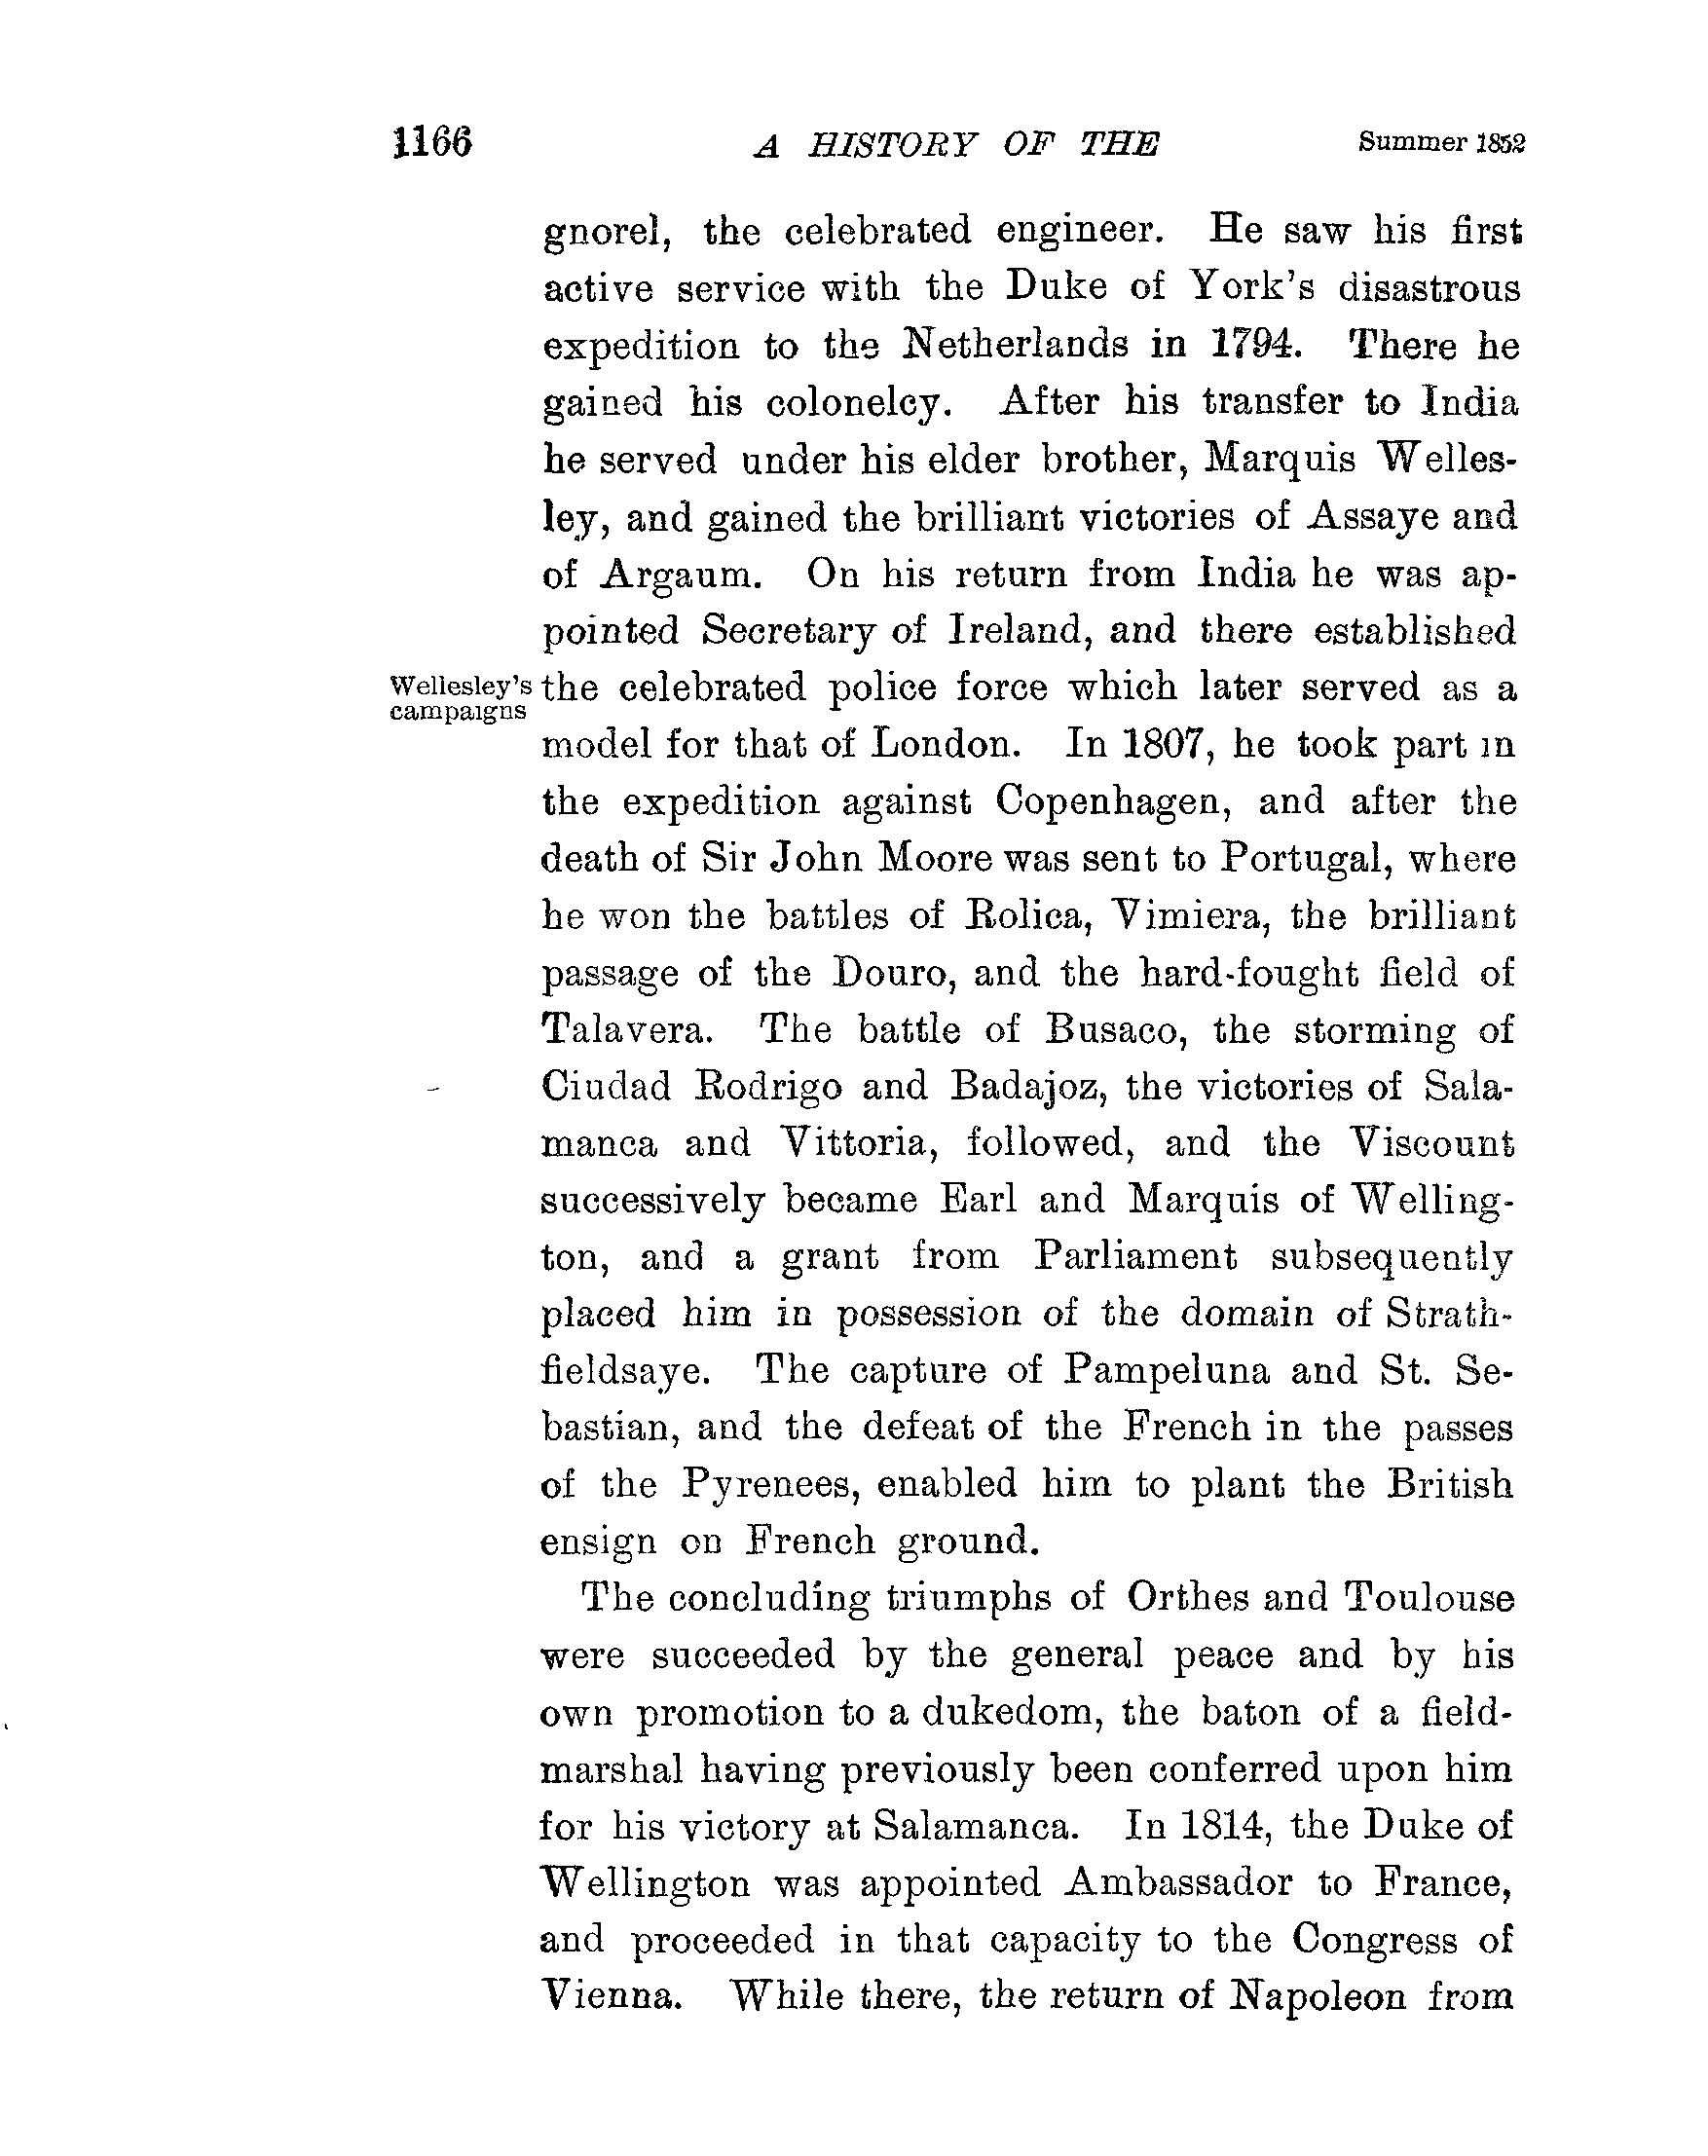 1166 A HISTORY OF THE Summer 1852
gnorel, the celebrated engineer. He saw his first
active service with the Duke of York's disastrous
expedition to the Netherlands in 1794. There he
gained his colonelcy. After his transfer to India
he served under his elder brother, Marquis Welles-
ley, and gained the brilliant victories of Assaye and
of Argaum. On his return from India he was ap-
pointed Secretary of Ireland, and there established
Wellesley's
campaigns
the celebrated police force which later served as a
model for that of London. In 1807, he took part in
the expedition against Copenhagen, and after the
death of Sir John Moore was sent to Portugal, where
he won the battles of Rolica, Vimiera, the brilliant
passage of the Douro, and the hard-fought field of
Talavera. The battle of Busaco, the storming of
Ciudad Rodrigo and Badajoz, the victories of Sala-
manca and Vittoria, followed, and the Viscount
successively became Earl and Marquis of Welling-
ton, and a grant from Parliament subsequently
placed him in possession of the domain of Strath-
fieldsaye. The capture of Pampeluna and St. Se-
bastian, and the defeat of the French in the passes
of the Pyrenees, enabled him to plant the British
ensign on French ground.
The concluding triumphs of Orthes and Toulouse
were succeeded by the general peace and by his
own promotion to a dukedom, the baton of a field-
marshal having previously been conferred upon him
for his victory at Salamanca. In 1814, the Duke of
Wellington was appointed Ambassador to France,
and proceeded in that capacity to the Congress of
Vienna. While there, the return of Napoleon from